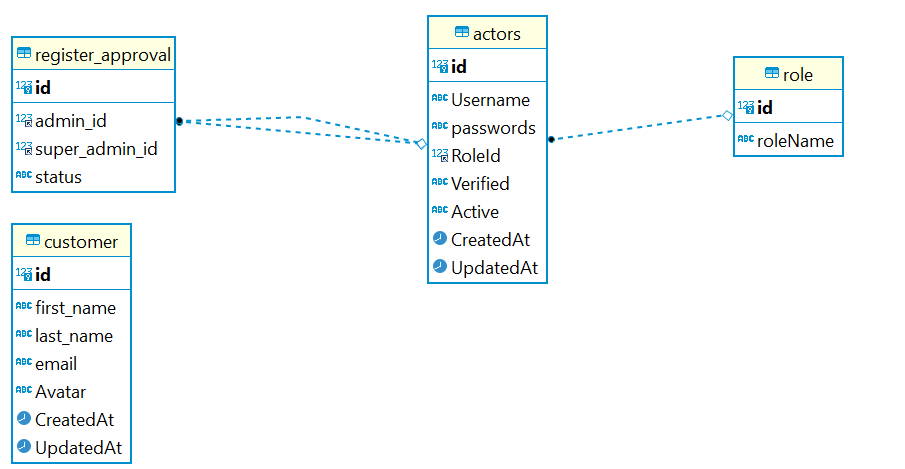 register_approval
id
admin_id
super_admin_id
status
customer
id
first_name
last_name
email
Avatar
CreatedAt
UpdatedAt
actors
id
Username
passwords
RoleId
Verified
Active
CreatedAt
UpdatedAt
role
id
roleName